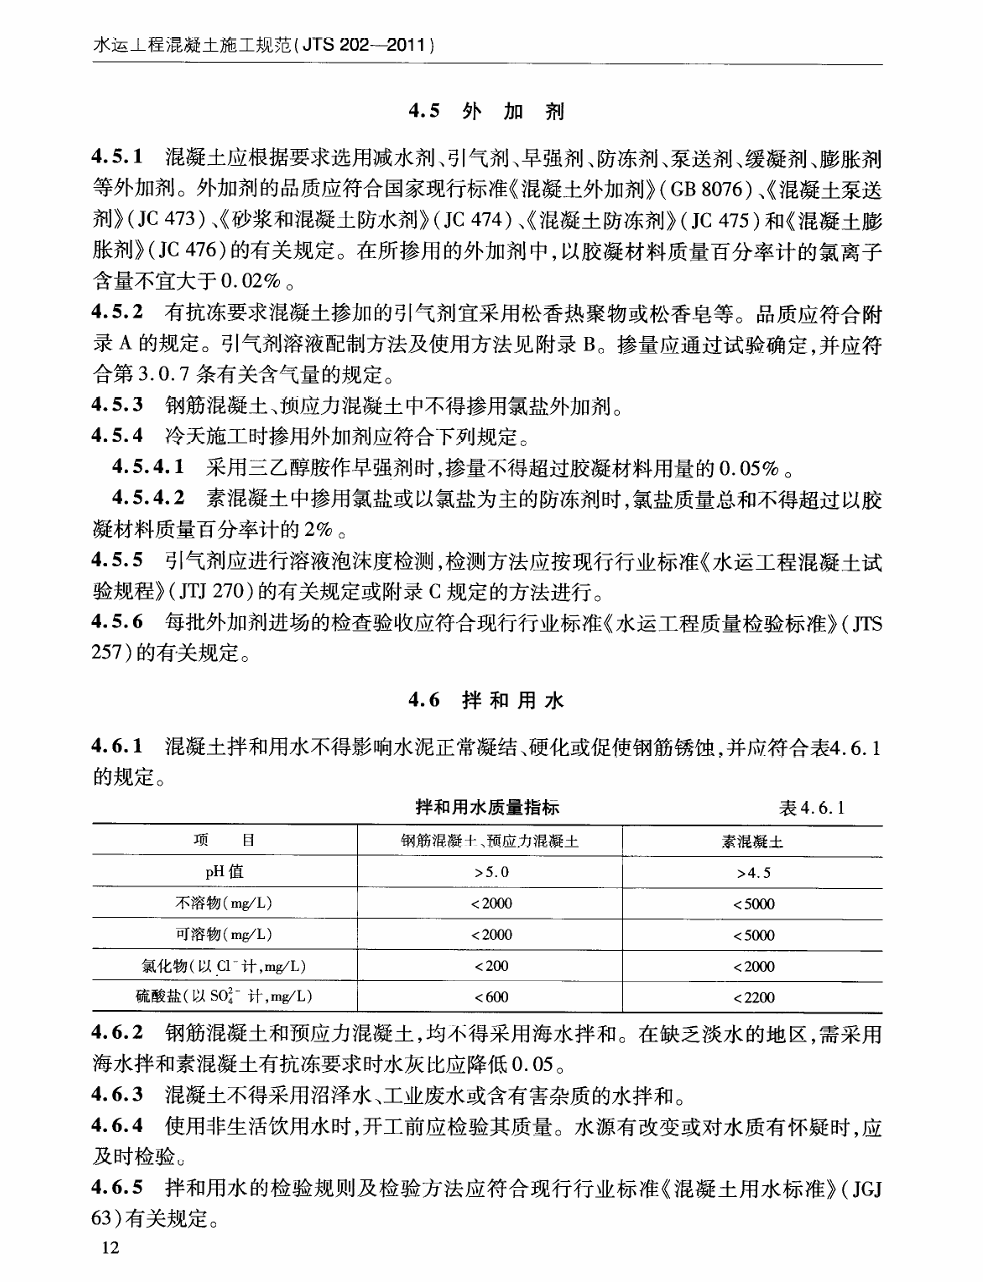 水运工程混凝土施工规范(JTS 202—2011)
4.5 外 加 剂
4.5.1 混凝土应根据要求选用减水剂、引气剂、早强剂、防冻剂、泵送剂、缓凝剂、膨胀剂
等外加剂。外加剂的品质应符合国家现行标准《混凝土外加剂》(GB 8076)、《混凝土泵送
剂》(JC 473)、《砂浆和混凝土防水剂》(JC 474)、《混凝土防冻剂》(JC 475)和《混凝土膨
胀剂》(JC 476)的有关规定。在所掺用的外加剂中,以胶凝材料质量百分率计的氯离子
含量不宜大于0.02%。
4.5.2 有抗冻要求混凝土掺加的引气剂宜采用松香热聚物或松香皂等。品质应符合附
录 A 的规定。引气剂溶液配制方法及使用方法见附录 B。掺量应通过试验确定,并应符
合第 3.0.7 条有关含气量的规定。
4.5.3 钢筋混凝土、预应力混凝土中不得掺用氯盐外加剂。
4.5.4 冷天施工时掺用外加剂应符合下列规定。
4.5.4.1 采用三乙醇胺作早强剂时,掺量不得超过胶凝材料用量的0.05%。
4.5.4.2 素混凝土中掺用氯盐或以氯盐为主的防冻剂时,氯盐质量总和不得超过以胶
凝材料质量百分率计的2%。
4.5.5 引气剂应进行溶液泡沫度检测,检测方法应按现行行业标准《水运工程混凝土试
验规程》(JTJ 270)的有关规定或附录 C 规定的方法进行。
4.5.6 每批外加剂进场的检查验收应符合现行行业标准《水运工程质量检验标准》(JTS
257)的有关规定。
4.6 拌 和 用 水
4.6.1 混凝土拌和用水不得影响水泥正常凝结、硬化或促使钢筋锈蚀,并应符合表4.6.1
的规定。
拌和用水质量指标 表4.6.1
项 目 钢筋混凝土、预应力混凝土 素混凝土
pH 值 >5.0 >4.5
不溶物(mg/L) <2000 <5000
可溶物(mg/L) <2000 <5000
氯化物(以 Cl⁻计,mg/L) <200 <2000
硫酸盐(以 SO₄²⁻ 计,mg/L) <600 <2200
4.6.2 钢筋混凝土和预应力混凝土,均不得采用海水拌和。在缺乏淡水的地区,需采用
海水拌和素混凝土有抗冻要求时水灰比应降低0.05。
4.6.3 混凝土不得采用沼泽水、工业废水或含有害杂质的水拌和。
4.6.4 使用非生活饮用水时,开工前应检验其质量。水源有改变或对水质有怀疑时,应
及时检验。
4.6.5 拌和用水的检验规则及检验方法应符合现行行业标准《混凝土用水标准》(JGJ
63)有关规定。
12